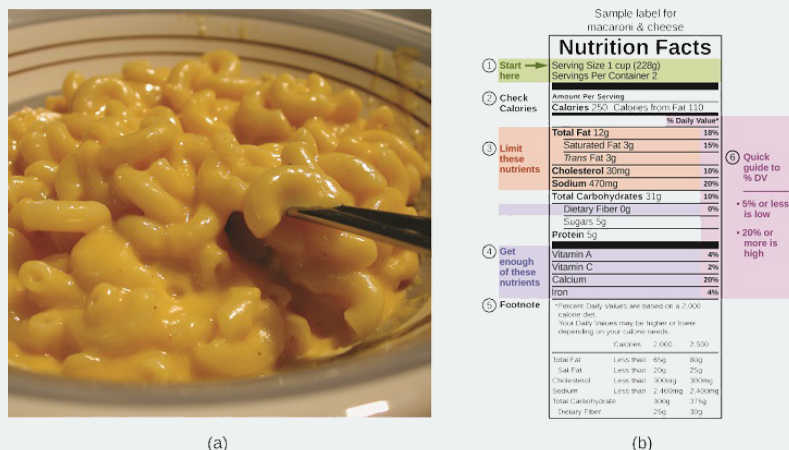 Sample label for
macaroni & cheese
Nutrition Facts
1 Start here
Serving Size 1 cup (228g)
Servings Per Container 2
2 Check Calories
Amount Per Serving
Calories 250 Calories from Fat 110
% Daily Value*
3 Limit these nutrients
Total Fat 12g 18%
Saturated Fat 3g 15%
Trans Fat 3g
Cholesterol 30mg 10%
Sodium 470mg 20%
Total Carbohydrates 31g 10%
Dietary Fiber 0g 0%
Sugars 5g
Protein 5g
4 Get enough of these nutrients
Vitamin A 4%
Vitamin C 2%
Calcium 20%
Iron 4%
6 Quick guide to % DV
• 5% or less is low
• 20% or more is high
5 Footnote
*Percent Daily Values are based on a 2,000
calorie diet.
Your Daily Values may be higher or lower
depending on your calorie needs.
Calories 2,000 2,500
Total Fat Less than 65g 80g
Sat Fat Less than 20g 25g
Cholesterol Less than 300mg 300mg
Sodium Less than 2,400mg 2,400mg
Total Carbohydrate 300g 375g
Dietary Fiber 25g 30g
(a)
(b)